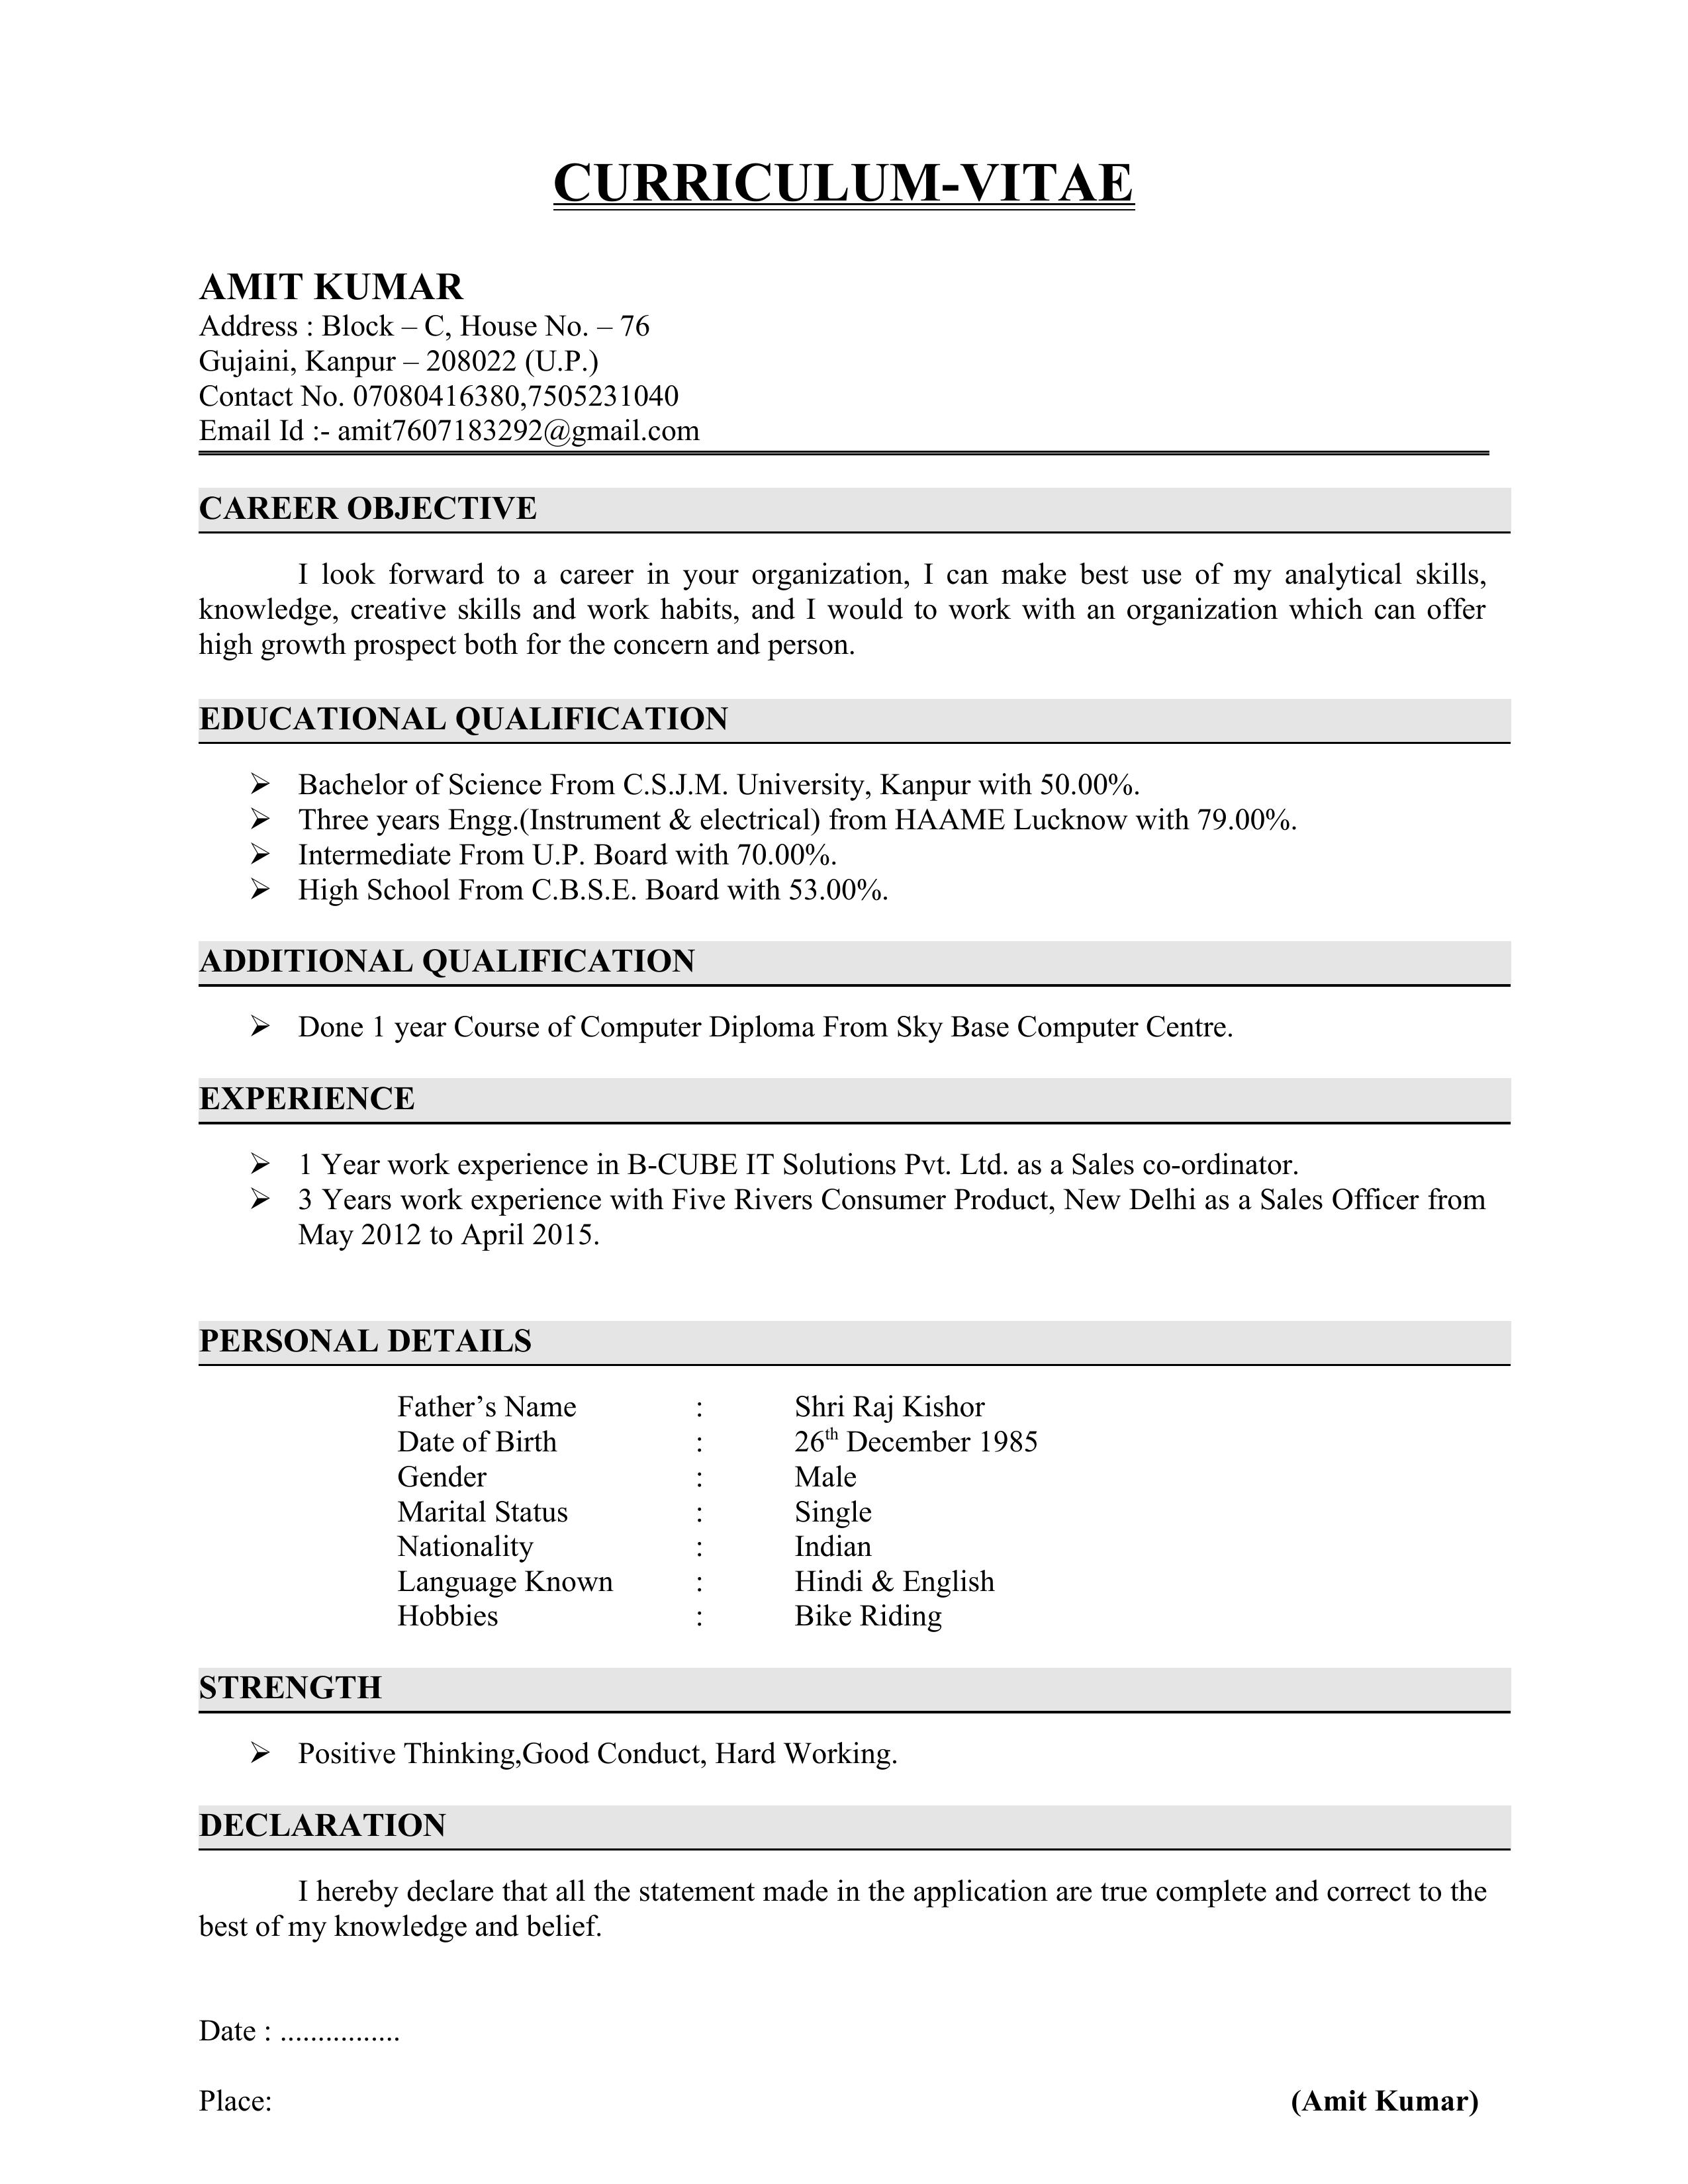 CURRICULUM-VITAE
AMIT KUMAR
Address : Block – C, House No. – 76
Gujaini, Kanpur – 208022 (U.P.)
Contact No. 07080416380,7505231040
Email Id :- amit7607183292@gmail.com
CAREER OBJECTIVE
I look forward to a career in your organization, I can make best use of my analytical skills,
knowledge, creative skills and work habits, and I would to work with an organization which can offer
high growth prospect both for the concern and person.
EDUCATIONAL QUALIFICATION
➢ Bachelor of Science From C.S.J.M. University, Kanpur with 50.00%.
➢ Three years Engg.(Instrument & electrical) from HAAME Lucknow with 79.00%.
➢ Intermediate From U.P. Board with 70.00%.
➢ High School From C.B.S.E. Board with 53.00%.
ADDITIONAL QUALIFICATION
➢ Done 1 year Course of Computer Diploma From Sky Base Computer Centre.
EXPERIENCE
➢ 1 Year work experience in B-CUBE IT Solutions Pvt. Ltd. as a Sales co-ordinator.
➢ 3 Years work experience with Five Rivers Consumer Product, New Delhi as a Sales Officer from
May 2012 to April 2015.
PERSONAL DETAILS
Father’s Name : Shri Raj Kishor
Date of Birth : 26th December 1985
Gender : Male
Marital Status : Single
Nationality : Indian
Language Known : Hindi & English
Hobbies : Bike Riding
STRENGTH
➢ Positive Thinking,Good Conduct, Hard Working.
DECLARATION
I hereby declare that all the statement made in the application are true complete and correct to the
best of my knowledge and belief.
Date : ................
Place: (Amit Kumar)